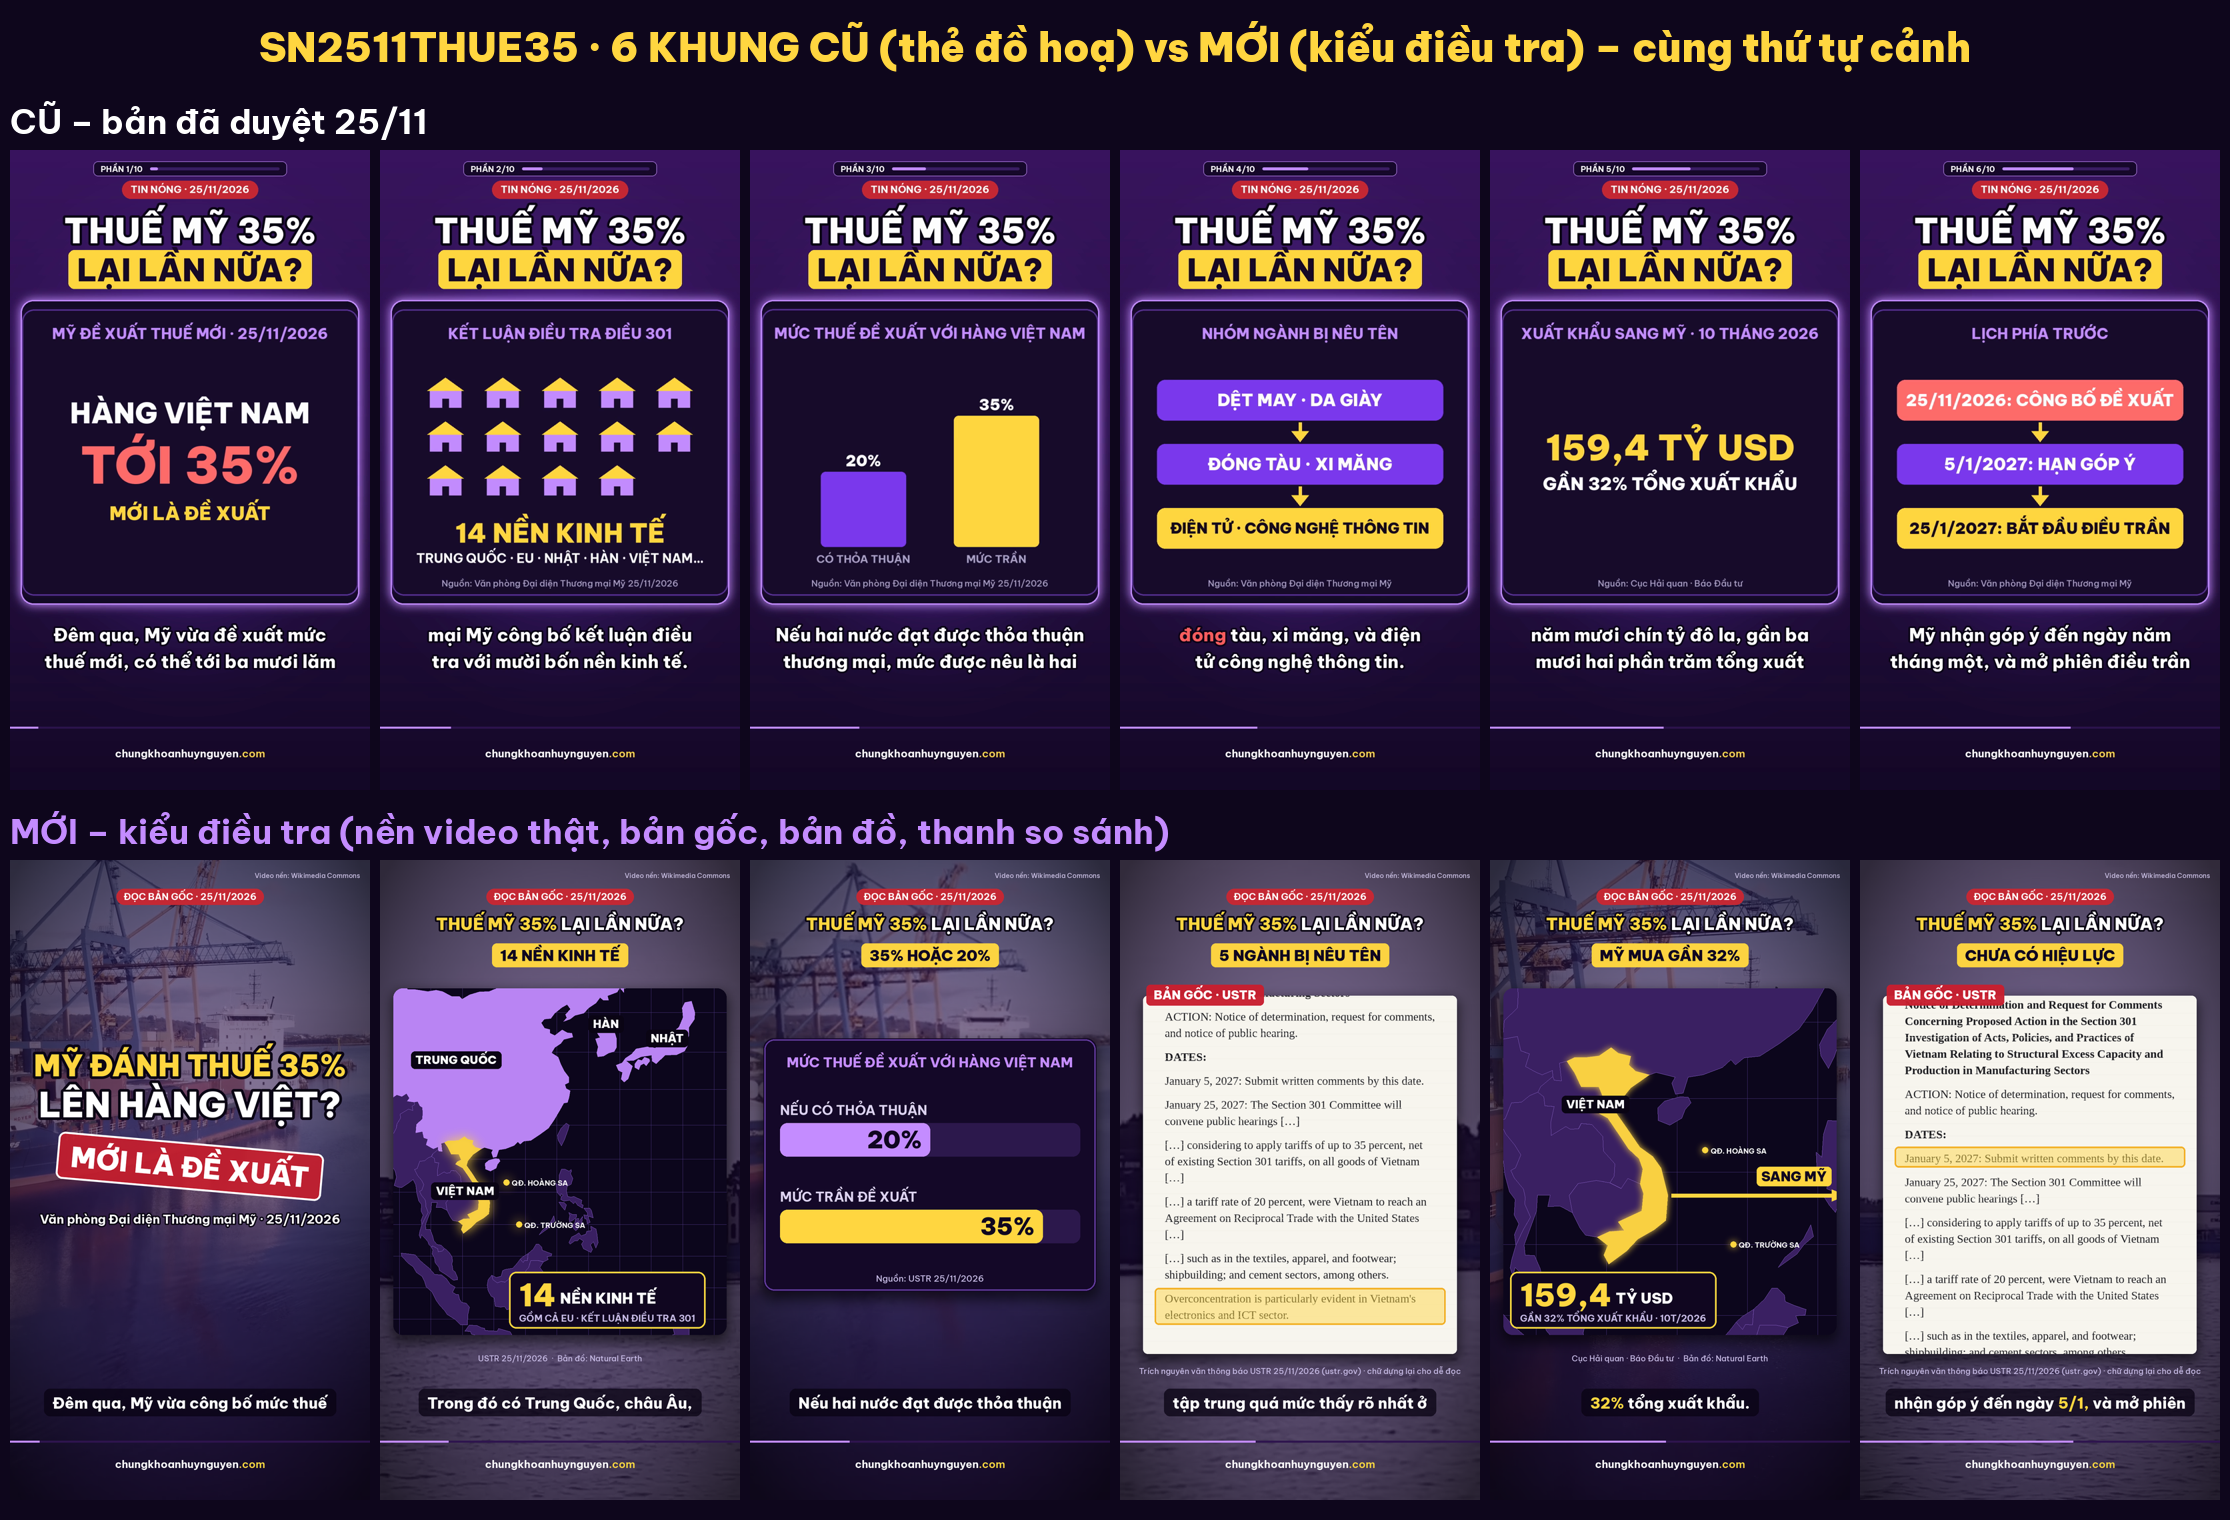 SN2511THUE35 · 6 KHUNG CŨ (thẻ đồ hoạ) vs MỚI (kiểu điều tra) – cùng thứ tự cảnh
CŨ – bản đã duyệt 25/11
PHẦN 1/10
TIN NÓNG · 25/11/2026
THUẾ MỸ 35%
LẠI LẦN NỮA?
MỸ ĐỀ XUẤT THUẾ MỚI · 25/11/2026
HÀNG VIỆT NAM
TỚI 35%
MỚI LÀ ĐỀ XUẤT
Đêm qua, Mỹ vừa đề xuất mức
thuế mới, có thể tới ba mươi lăm
chungkhoanhuynguyen.com
PHẦN 2/10
TIN NÓNG · 25/11/2026
THUẾ MỸ 35%
LẠI LẦN NỮA?
KẾT LUẬN ĐIỀU TRA ĐIỀU 301
14 NỀN KINH TẾ
TRUNG QUỐC · EU · NHẬT · HÀN · VIỆT NAM...
Nguồn: Văn phòng Đại diện Thương mại Mỹ 25/11/2026
mại Mỹ công bố kết luận điều
tra với mười bốn nền kinh tế.
chungkhoanhuynguyen.com
PHẦN 3/10
TIN NÓNG · 25/11/2026
THUẾ MỸ 35%
LẠI LẦN NỮA?
MỨC THUẾ ĐỀ XUẤT VỚI HÀNG VIỆT NAM
35%
20%
CÓ THỎA THUẬN
MỨC TRẦN
Nguồn: Văn phòng Đại diện Thương mại Mỹ 25/11/2026
Nếu hai nước đạt được thỏa thuận
thương mại, mức được nêu là hai
chungkhoanhuynguyen.com
PHẦN 4/10
TIN NÓNG · 25/11/2026
THUẾ MỸ 35%
LẠI LẦN NỮA?
NHÓM NGÀNH BỊ NÊU TÊN
DỆT MAY · DA GIÀY
ĐÓNG TÀU · XI MĂNG
ĐIỆN TỬ · CÔNG NGHỆ THÔNG TIN
Nguồn: Văn phòng Đại diện Thương mại Mỹ
đóng tàu, xi măng, và điện
tử công nghệ thông tin.
chungkhoanhuynguyen.com
PHẦN 5/10
TIN NÓNG · 25/11/2026
THUẾ MỸ 35%
LẠI LẦN NỮA?
XUẤT KHẨU SANG MỸ · 10 THÁNG 2026
159,4 TỶ USD
GẦN 32% TỔNG XUẤT KHẨU
Nguồn: Cục Hải quan · Báo Đầu tư
năm mươi chín tỷ đô la, gần ba
mươi hai phần trăm tổng xuất
chungkhoanhuynguyen.com
PHẦN 6/10
TIN NÓNG · 25/11/2026
THUẾ MỸ 35%
LẠI LẦN NỮA?
LỊCH PHÍA TRƯỚC
25/11/2026: CÔNG BỐ ĐỀ XUẤT
5/1/2027: HẠN GÓP Ý
25/1/2027: BẮT ĐẦU ĐIỀU TRẦN
Nguồn: Văn phòng Đại diện Thương mại Mỹ
Mỹ nhận góp ý đến ngày năm
tháng một, và mở phiên điều trần
chungkhoanhuynguyen.com
MỚI – kiểu điều tra (nền video thật, bản gốc, bản đồ, thanh so sánh)
Video nền: Wikimedia Commons
ĐỌC BẢN GỐC · 25/11/2026
MỸ ĐÁNH THUẾ 35%
LÊN HÀNG VIỆT?
MỚI LÀ ĐỀ XUẤT
Văn phòng Đại diện Thương mại Mỹ · 25/11/2026
Đêm qua, Mỹ vừa công bố mức thuế
chungkhoanhuynguyen.com
Video nền: Wikimedia Commons
ĐỌC BẢN GỐC · 25/11/2026
THUẾ MỸ 35% LẠI LẦN NỮA?
14 NỀN KINH TẾ
HÀN
NHẬT
TRUNG QUỐC
VIỆT NAM
QĐ. HOÀNG SA
QĐ. TRƯỜNG SA
14 NỀN KINH TẾ
GỒM CẢ EU · KẾT LUẬN ĐIỀU TRA 301
USTR 25/11/2026 · Bản đồ: Natural Earth
Trong đó có Trung Quốc, châu Âu,
chungkhoanhuynguyen.com
Video nền: Wikimedia Commons
ĐỌC BẢN GỐC · 25/11/2026
THUẾ MỸ 35% LẠI LẦN NỮA?
35% HOẶC 20%
MỨC THUẾ ĐỀ XUẤT VỚI HÀNG VIỆT NAM
NẾU CÓ THỎA THUẬN
20%
MỨC TRẦN ĐỀ XUẤT
35%
Nguồn: USTR 25/11/2026
Nếu hai nước đạt được thỏa thuận
chungkhoanhuynguyen.com
Video nền: Wikimedia Commons
ĐỌC BẢN GỐC · 25/11/2026
THUẾ MỸ 35% LẠI LẦN NỮA?
5 NGÀNH BỊ NÊU TÊN
BẢN GỐC · USTR
ACTION: Notice of determination, request for comments,
and notice of public hearing.
DATES:
January 5, 2027: Submit written comments by this date.
January 25, 2027: The Section 301 Committee will
convene public hearings […]
[…] considering to apply tariffs of up to 35 percent, net
of existing Section 301 tariffs, on all goods of Vietnam
[…]
[…] a tariff rate of 20 percent, were Vietnam to reach an
Agreement on Reciprocal Trade with the United States
[…]
[…] such as in the textiles, apparel, and footwear;
shipbuilding; and cement sectors, among others.
Overconcentration is particularly evident in Vietnam's
electronics and ICT sector.
Trích nguyên văn thông báo USTR 25/11/2026 (ustr.gov) · chữ dựng lại cho dễ đọc
tập trung quá mức thấy rõ nhất ở
chungkhoanhuynguyen.com
Video nền: Wikimedia Commons
ĐỌC BẢN GỐC · 25/11/2026
THUẾ MỸ 35% LẠI LẦN NỮA?
MỸ MUA GẦN 32%
VIỆT NAM
QĐ. HOÀNG SA
SANG MỸ
QĐ. TRƯỜNG SA
159,4 TỶ USD
GẦN 32% TỔNG XUẤT KHẨU · 10T/2026
Cục Hải quan · Báo Đầu tư · Bản đồ: Natural Earth
32% tổng xuất khẩu.
chungkhoanhuynguyen.com
Video nền: Wikimedia Commons
ĐỌC BẢN GỐC · 25/11/2026
THUẾ MỸ 35% LẠI LẦN NỮA?
CHƯA CÓ HIỆU LỰC
BẢN GỐC · USTR
Notice of Determination and Request for Comments
Concerning Proposed Action in the Section 301
Investigation of Acts, Policies, and Practices of
Vietnam Relating to Structural Excess Capacity and
Production in Manufacturing Sectors
ACTION: Notice of determination, request for comments,
and notice of public hearing.
DATES:
January 5, 2027: Submit written comments by this date.
January 25, 2027: The Section 301 Committee will
convene public hearings […]
[…] considering to apply tariffs of up to 35 percent, net
of existing Section 301 tariffs, on all goods of Vietnam
[…]
[…] a tariff rate of 20 percent, were Vietnam to reach an
Agreement on Reciprocal Trade with the United States
[…]
[…] such as in the textiles, apparel, and footwear;
shipbuilding; and cement sectors, among others.
Trích nguyên văn thông báo USTR 25/11/2026 (ustr.gov) · chữ dựng lại cho dễ đọc
nhận góp ý đến ngày 5/1, và mở phiên
chungkhoanhuynguyen.com